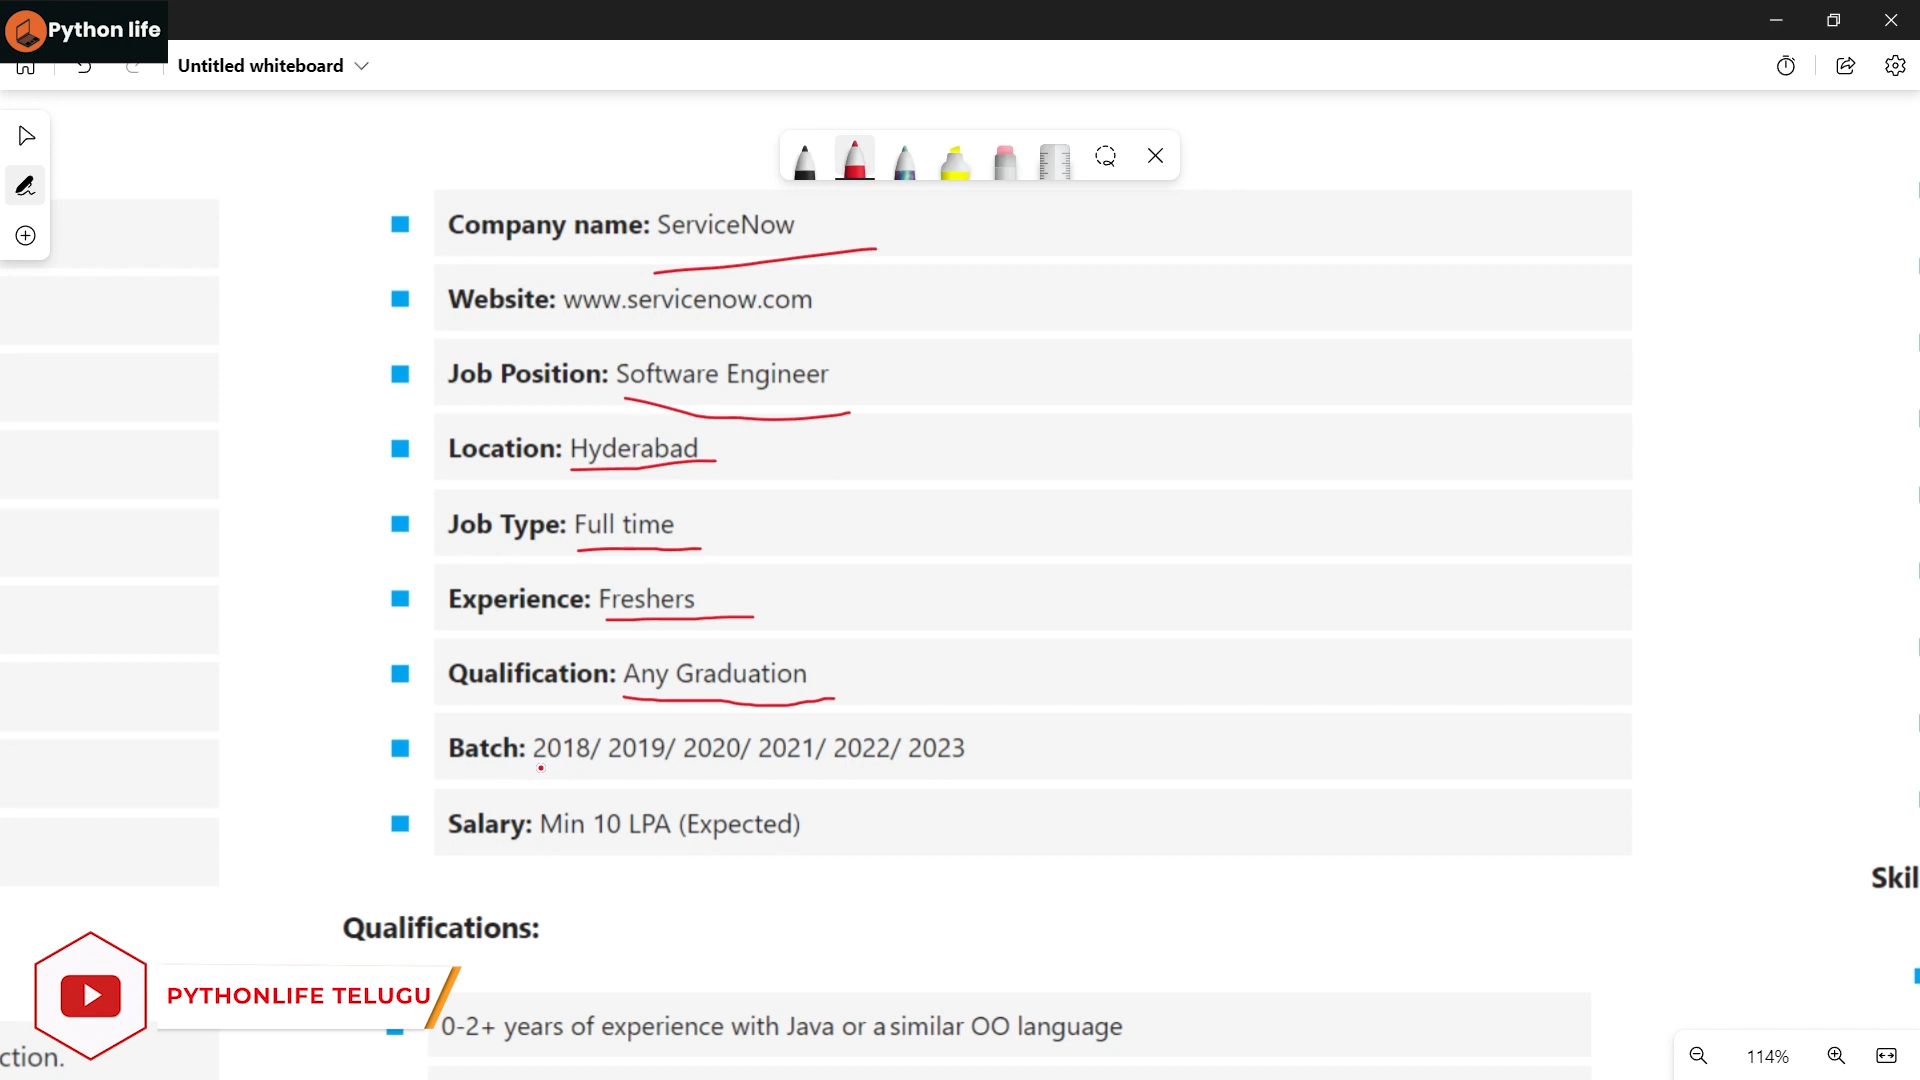 Python life
Untitled whiteboard
Company name: ServiceNow
Website: www.servicenow.com
Job Position: Software Engineer
Location: Hyderabad
Job Type: Full time
Experience: Freshers
Qualification: Any Graduation
Batch: 2018/ 2019/ 2020/ 2021/ 2022/ 2023
Salary: Min 10 LPA (Expected)
Skil
Qualifications:
PYTHONLIFE TELUGU
0-2+ years of experience with Java or a similar OO language
ction.
114%